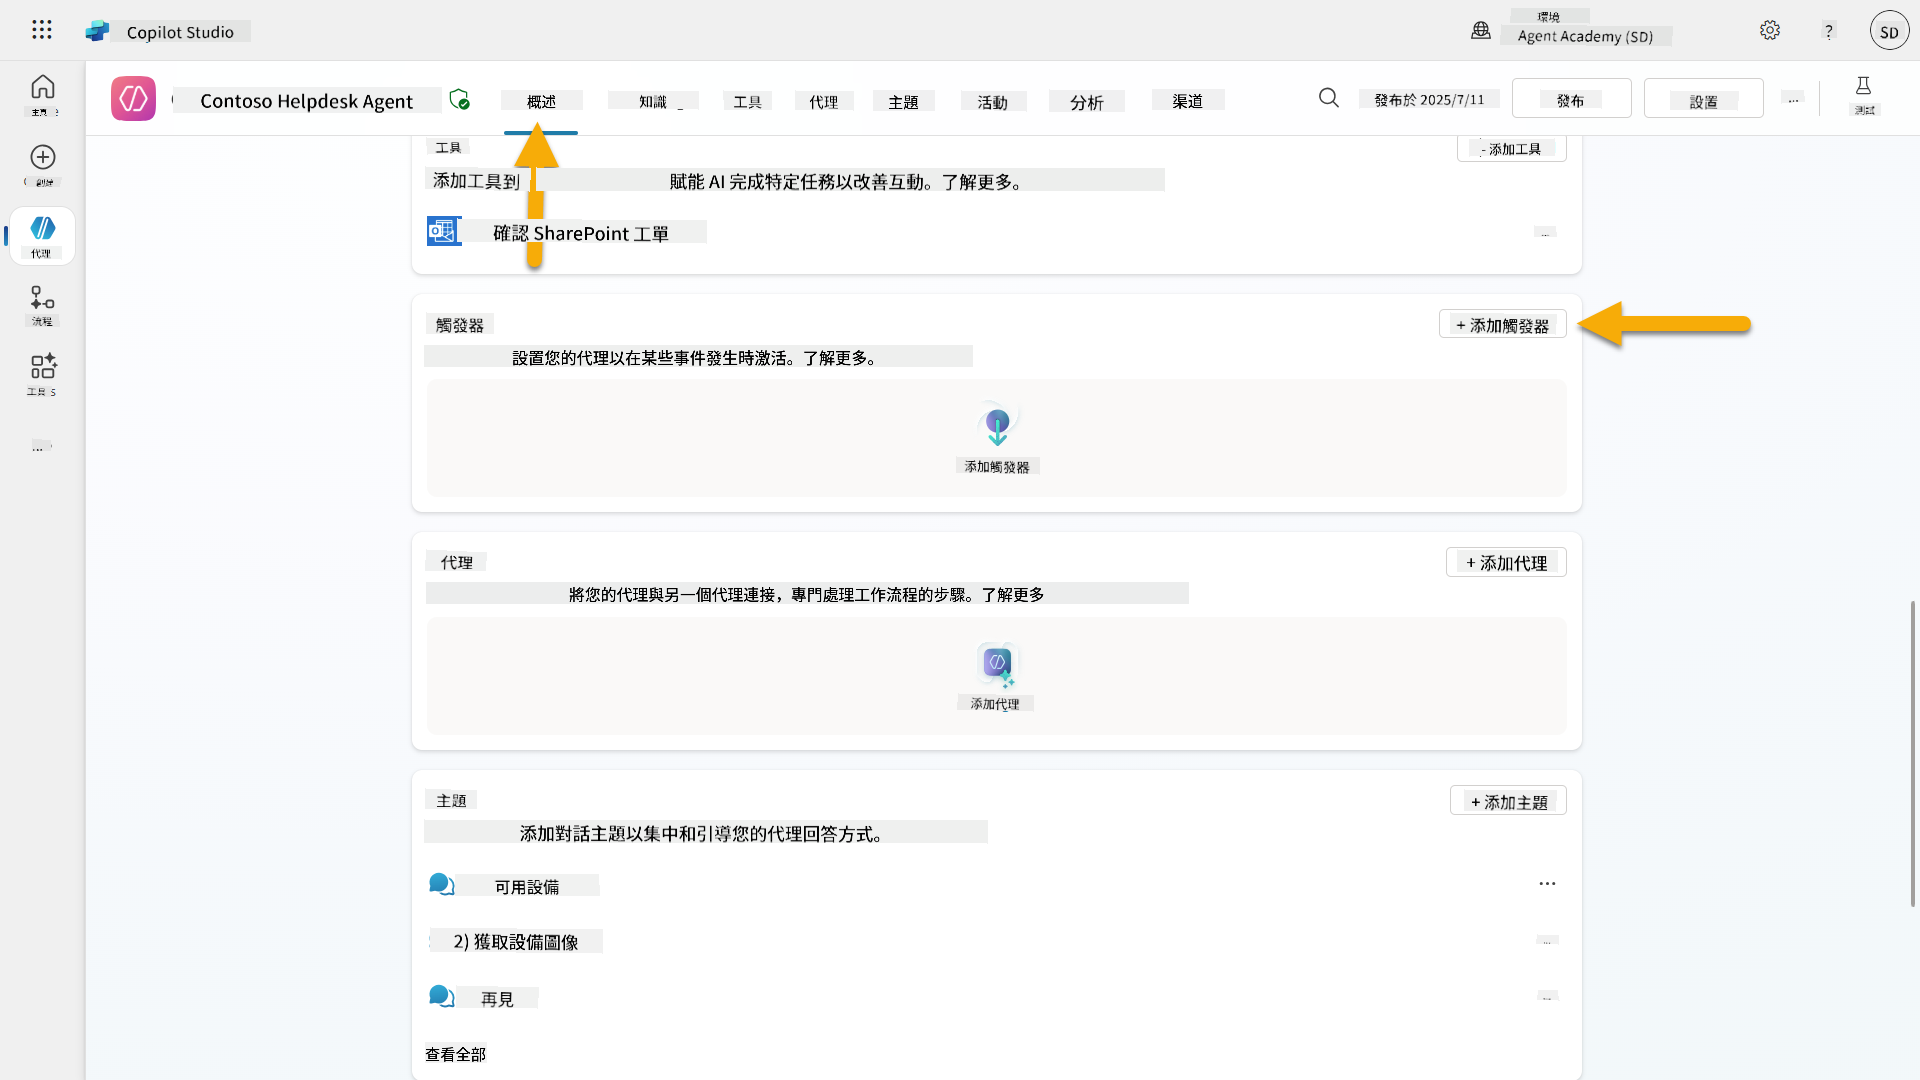 Copilot Studio
環境
Agent Academy (SD)
?
SD
Contoso Helpdesk Agent
概述
知識
工具
代理
主題
活動
分析
渠道
發布於 2025/7/11
發布
設置
...
測試
主頁
創建
代理
流程
工具
...
工具
添加工具
添加工具到
賦能 AI 完成特定任務以改善互動。了解更多。
確認 SharePoint 工單
...
觸發器
+ 添加觸發器
設置您的代理以在某些事件發生時激活。了解更多。
添加觸發器
代理
+ 添加代理
將您的代理與另一個代理連接，專門處理工作流程的步驟。了解更多
添加代理
主題
+ 添加主題
添加對話主題以集中和引導您的代理回答方式。
可用設備
...
2) 獲取設備圖像
...
再見
...
查看全部